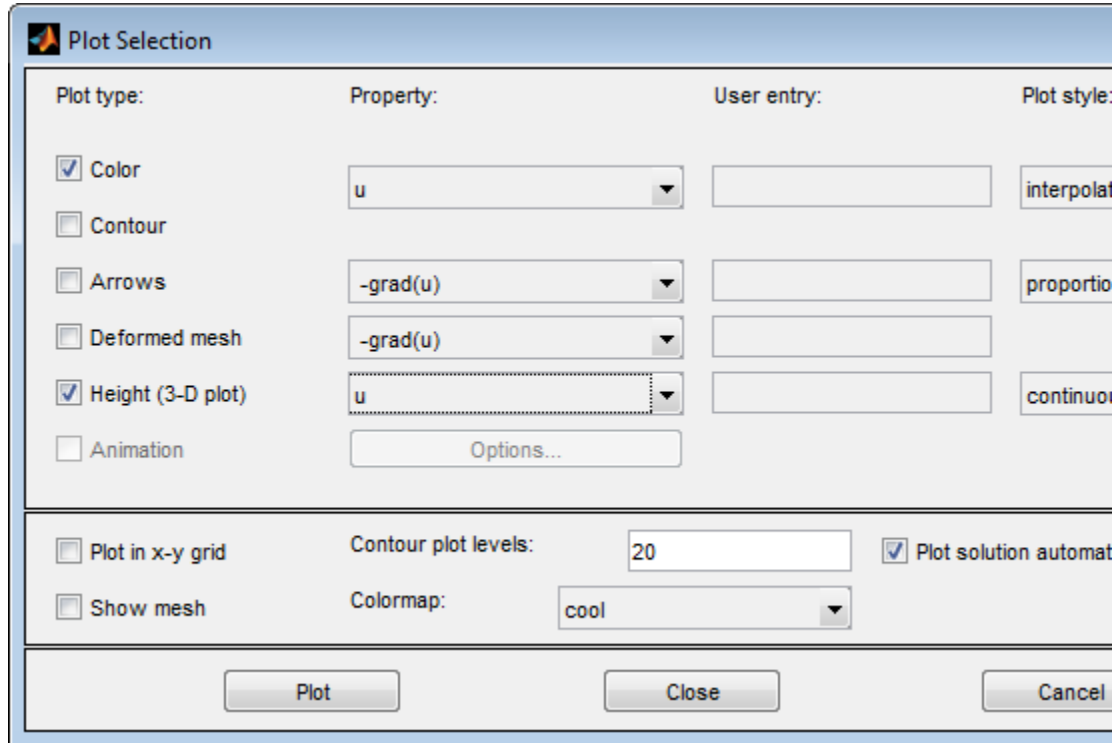 Plot Selection
Plot type: Property: User entry: Plot style:
Color u interpolat
Contour
Arrows -grad(u) proportio
Deformed mesh -grad(u)
Height (3-D plot) u continuou
Animation Options...
Plot in x-y grid Contour plot levels: 20 Plot solution automat
Show mesh Colormap: cool
Plot Close Cancel